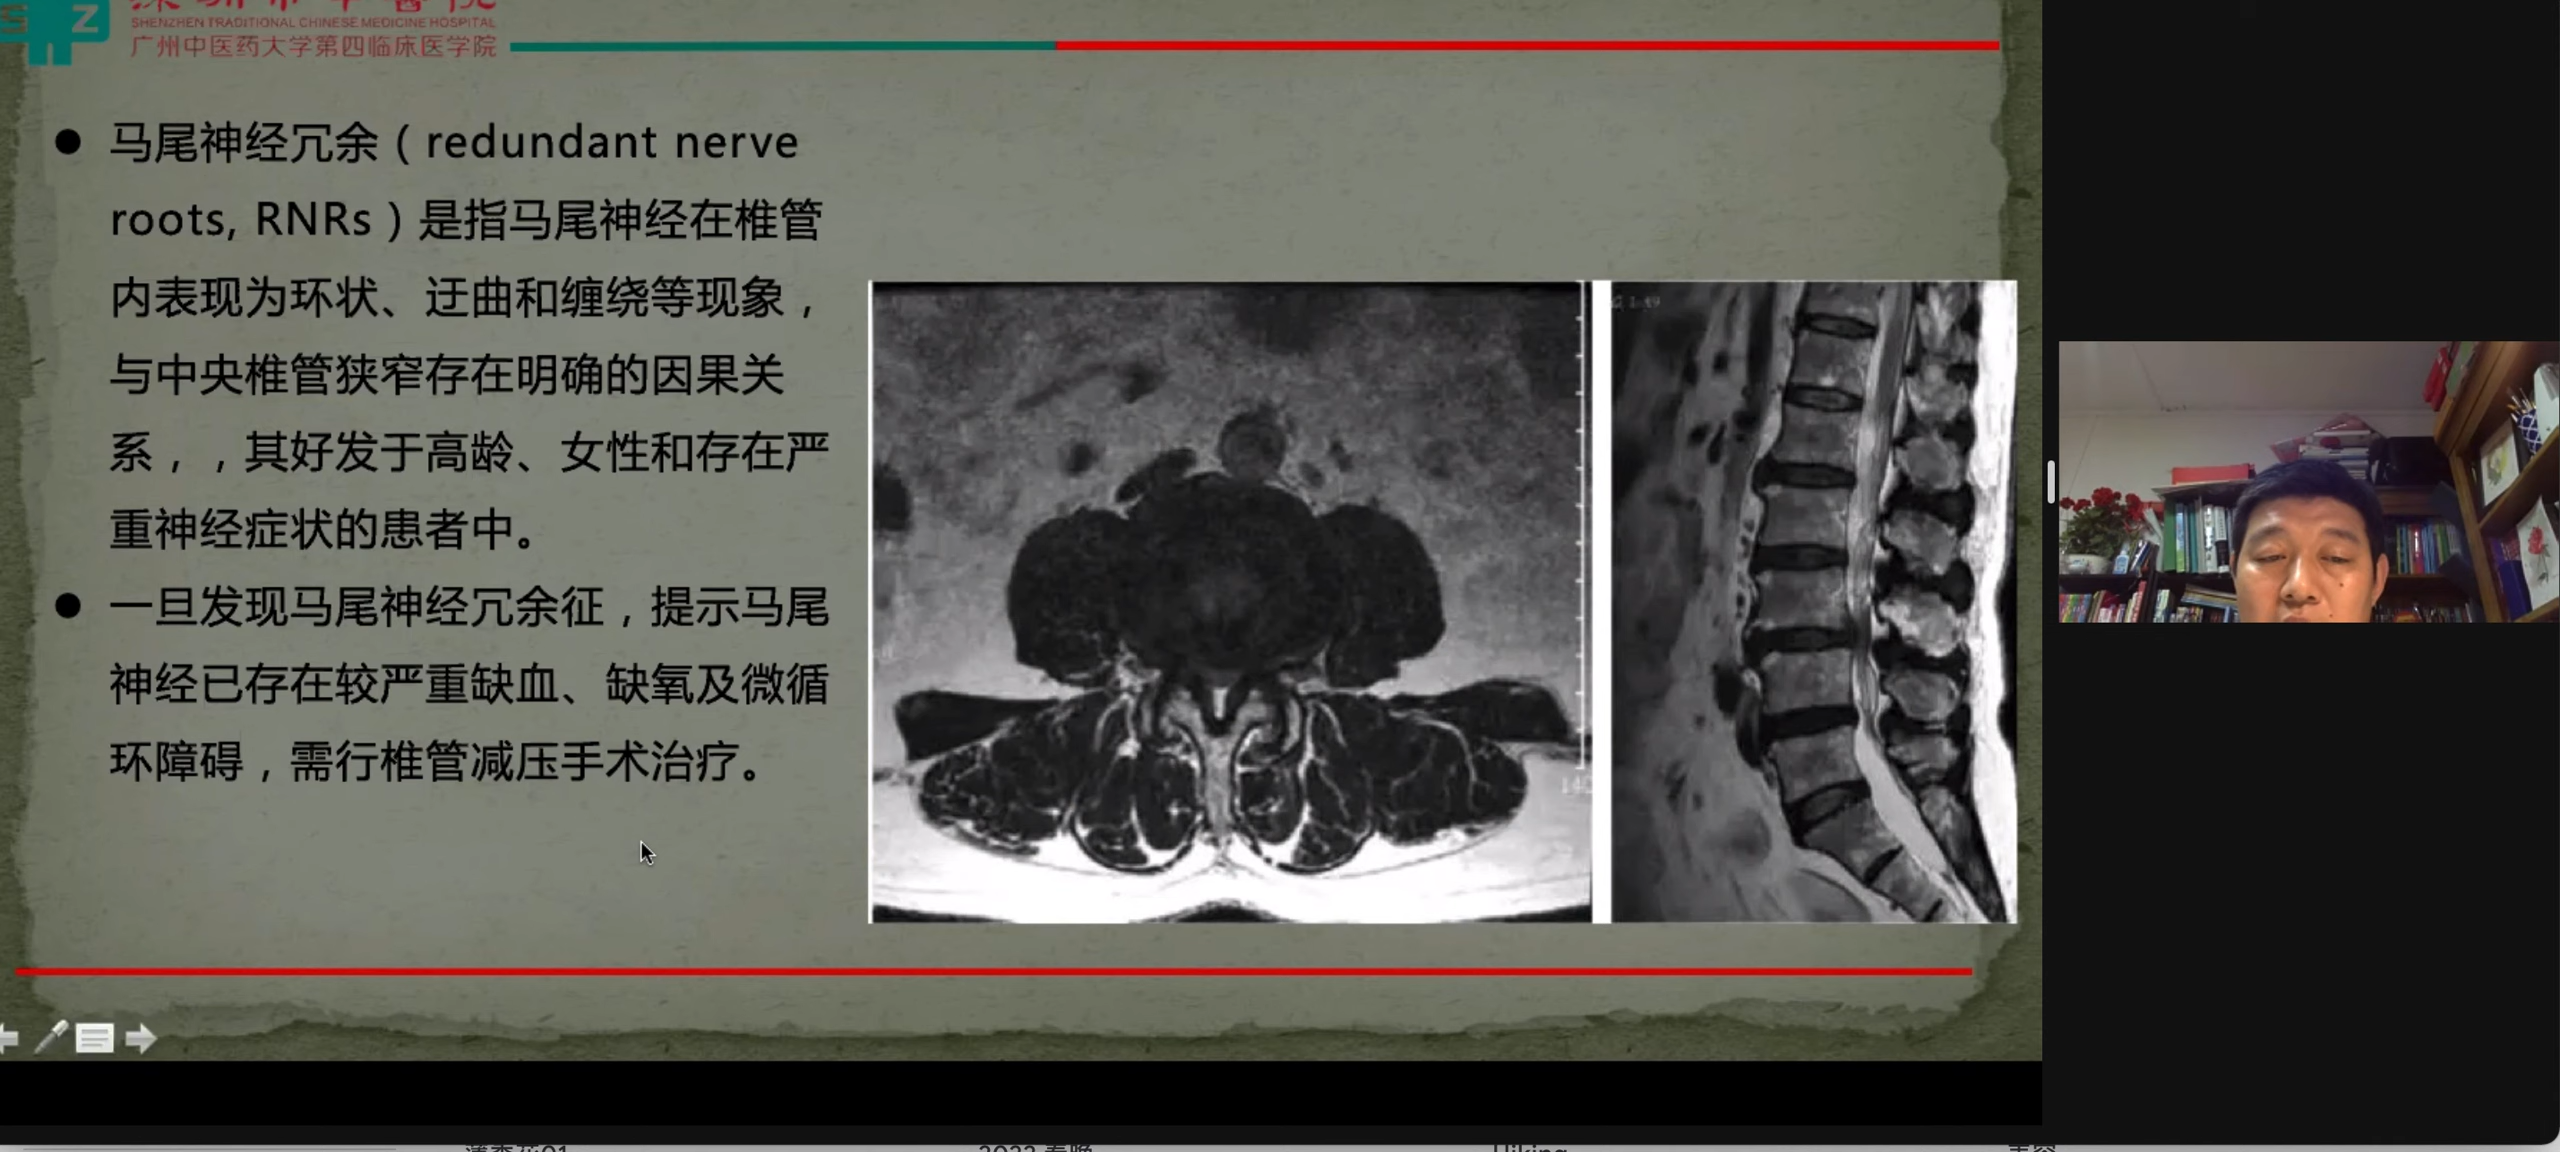 SHENZHEN TRADITIONAL CHINESE MEDICINE HOSPITAL
广州中医药大学第四临床医学院
● 马尾神经冗余（redundant nerve
roots, RNRs）是指马尾神经在椎管
内表现为环状、迂曲和缠绕等现象，
与中央椎管狭窄存在明确的因果关
系，，其好发于高龄、女性和存在严
重神经症状的患者中。
● 一旦发现马尾神经冗余征，提示马尾
神经已存在较严重缺血、缺氧及微循
环障碍，需行椎管减压手术治疗。